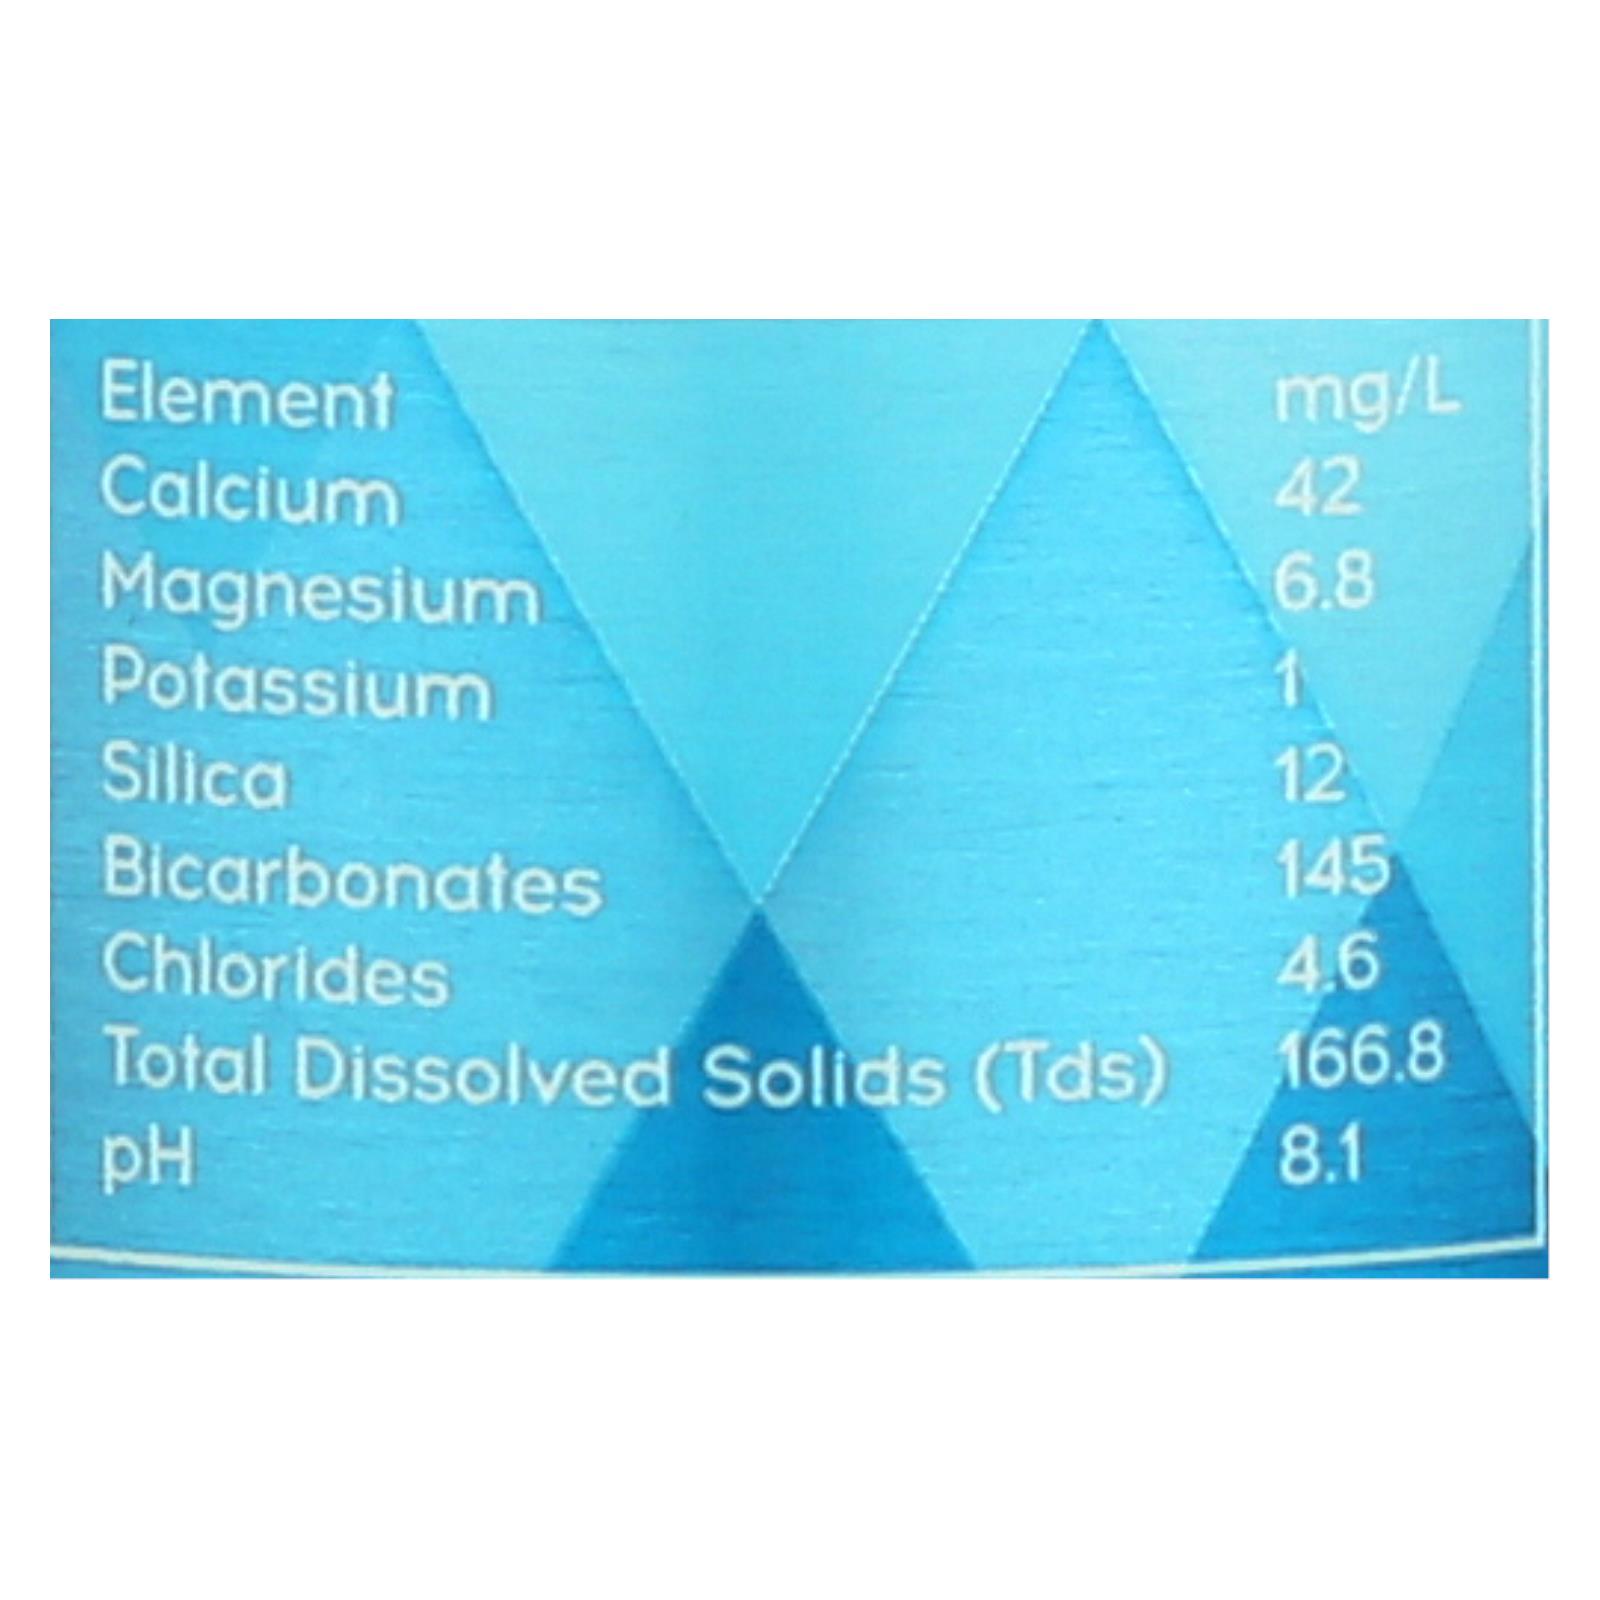 Element mg/L
Calcium 42
Magnesium 6.8
Potassium 1
Silica 12
Bicarbonates 145
Chlorides 4.6
Total Dissolved Solids (Tds) 166.8
pH 8.1